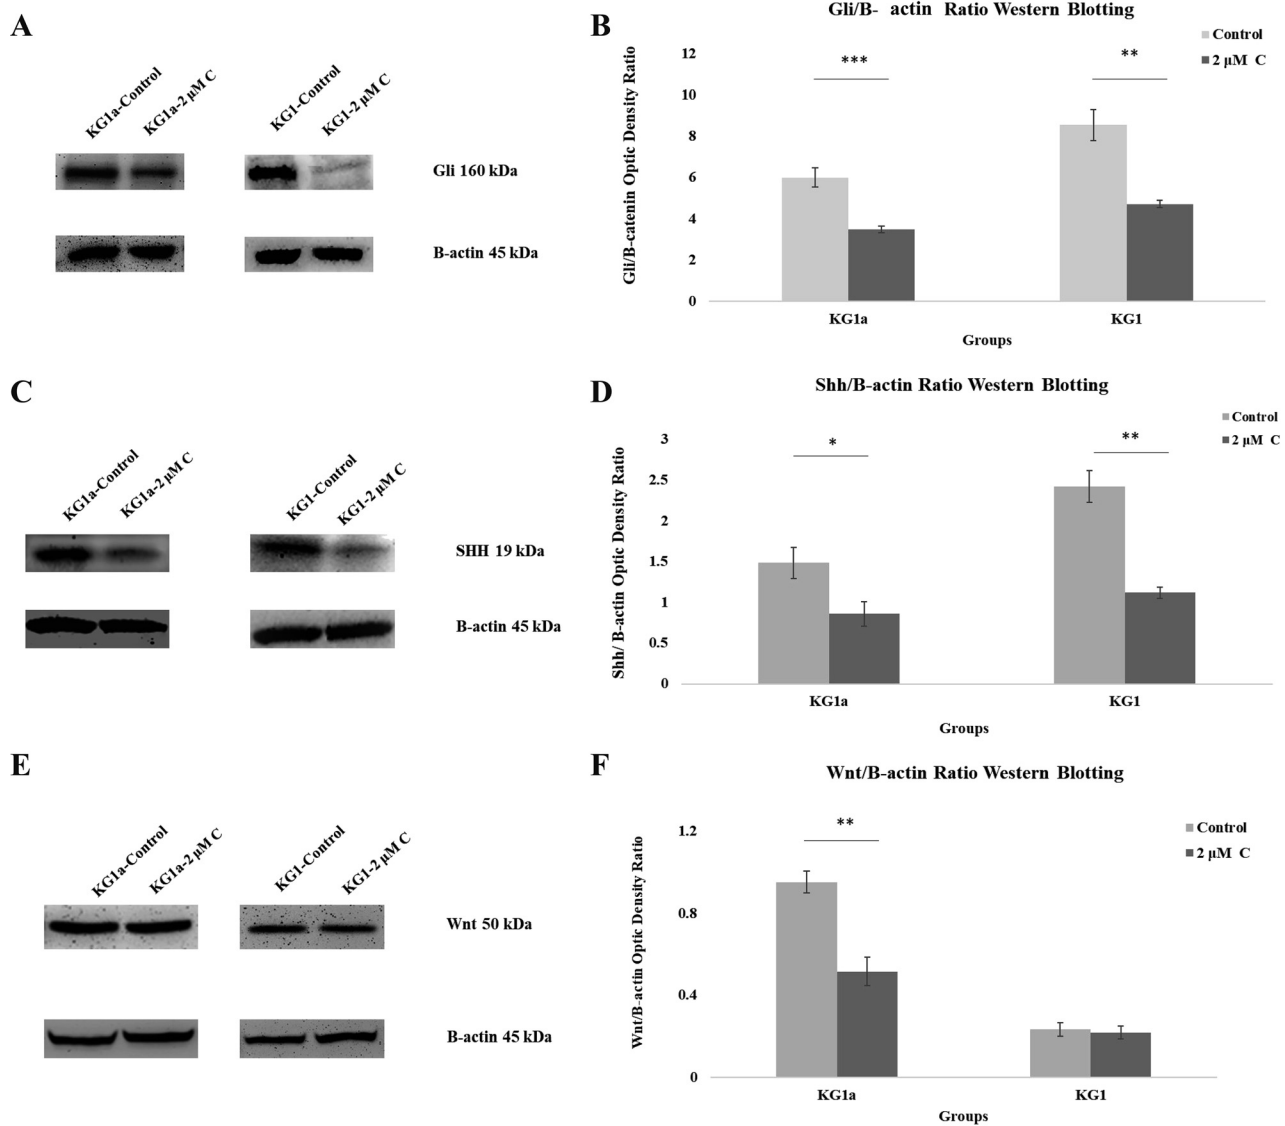 A
KG1a-Control
KG1a-2 µM C
KG1-Control
KG1-2 µM C
Gli 160 kDa
B-actin 45 kDa
B
Gli/B- actin Ratio Western Blotting
Control
2 µM C
Gli/B-catenin Optic Density Ratio
12
10
8
6
4
2
0
***
**
KG1a
KG1
Groups
C
KG1a-Control
KG1a-2 µM C
KG1-Control
KG1-2 µM C
SHH 19 kDa
B-actin 45 kDa
D
Shh/B-actin Ratio Western Blotting
Control
2 µM C
Shh/ B-actin Optic Density Ratio
3
2.5
2
1.5
1
0.5
0
*
**
KG1a
KG1
Groups
E
KG1a-Control
KG1a-2 µM C
KG1-Control
KG1-2 µM C
Wnt 50 kDa
B-actin 45 kDa
F
Wnt/B-actin Ratio Western Blotting
Control
2 µM C
Wnt/B-actin Optic Density Ratio
1.2
0.8
0.4
0
**
KG1a
KG1
Groups